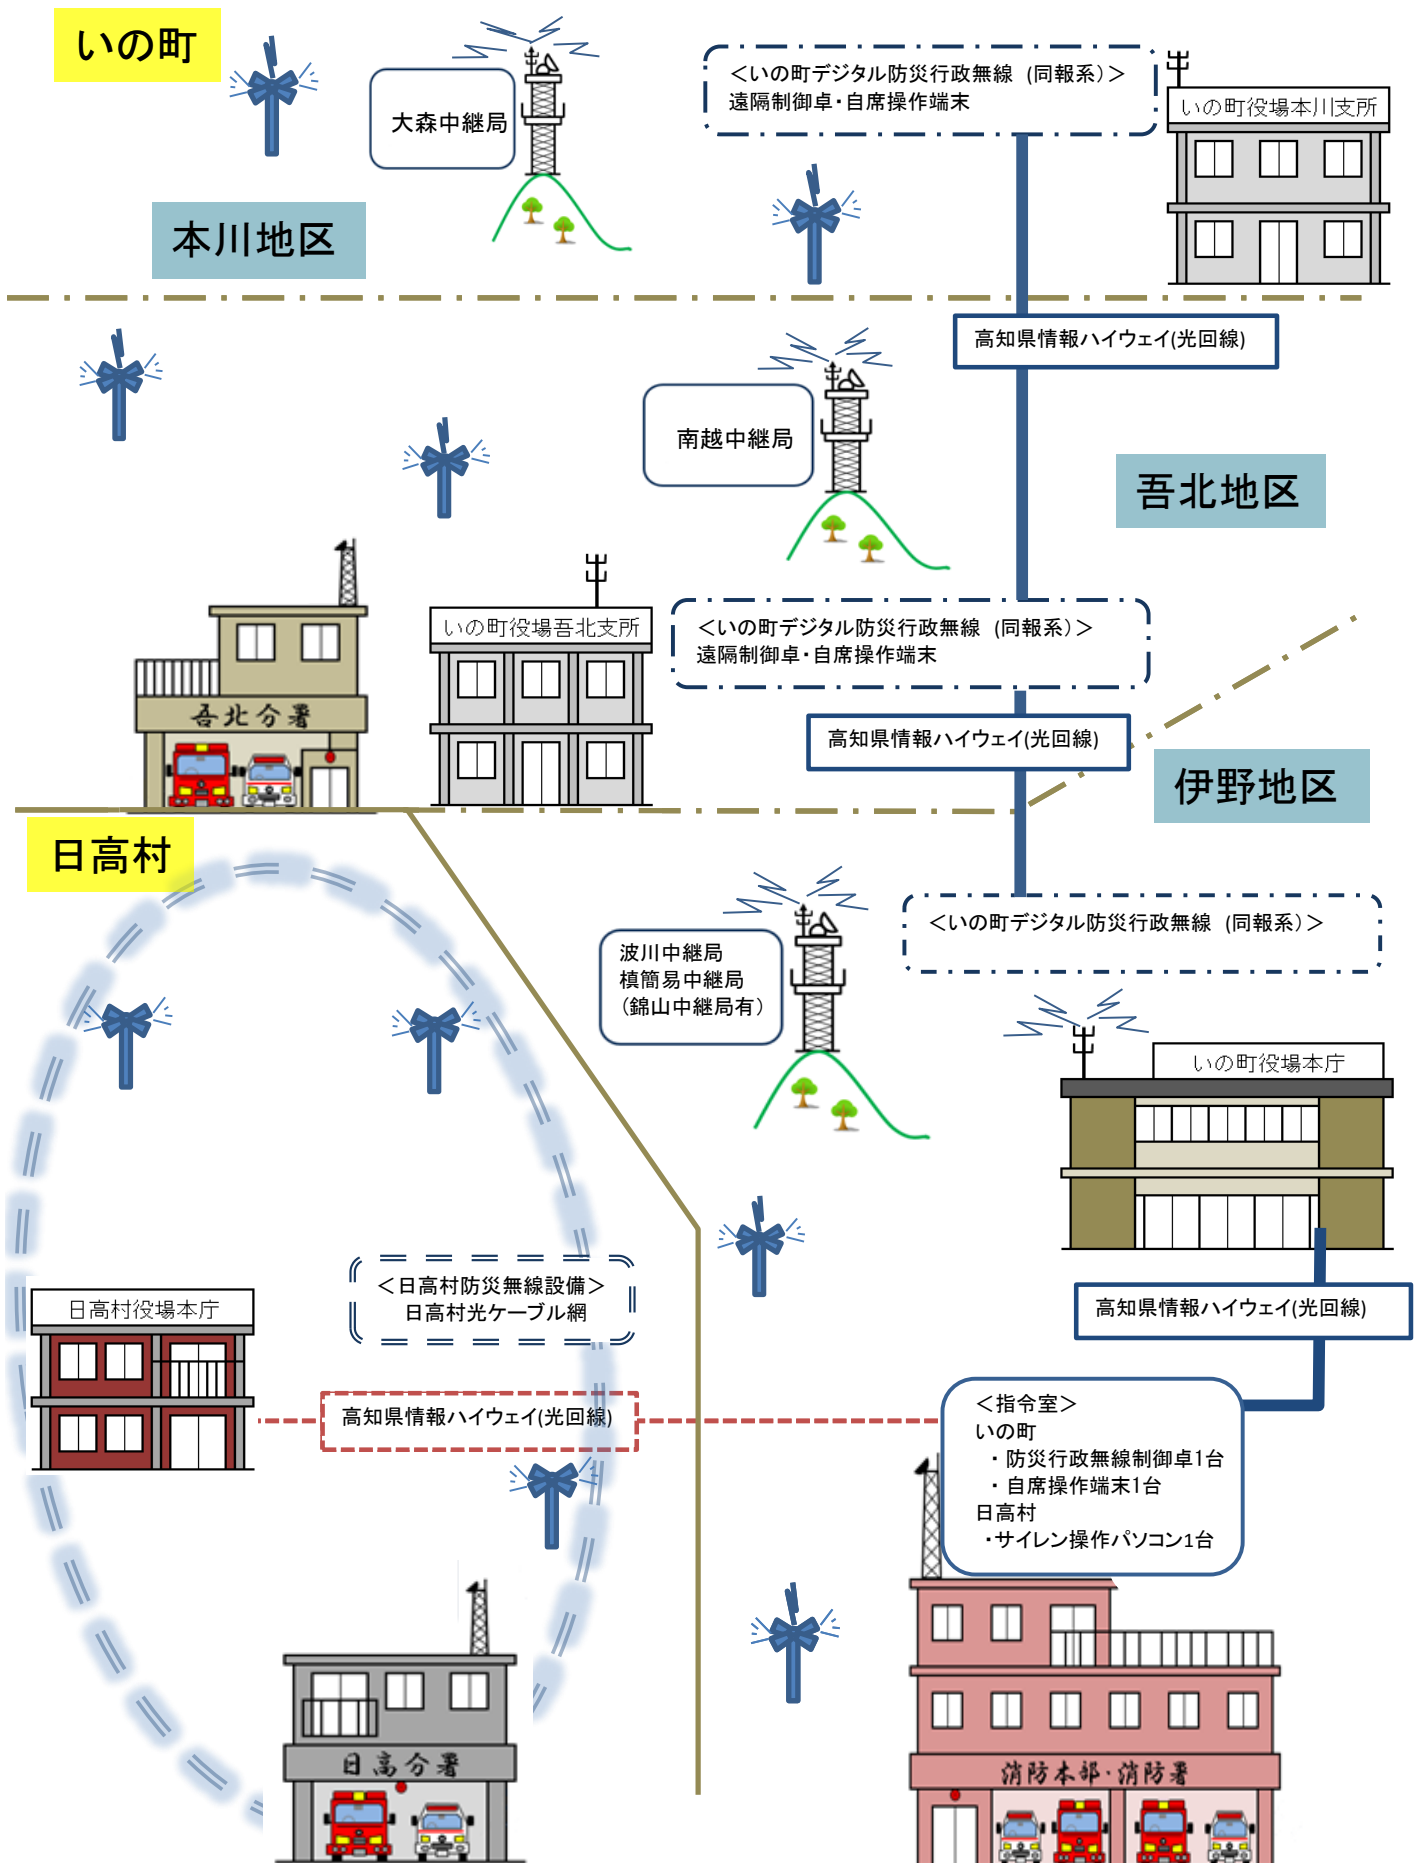 いの町
大森中継局
＜いの町デジタル防災行政無線 (同報系)＞
遠隔制御卓・自席操作端末
いの町役場本川支所
本川地区
高知県情報ハイウェイ(光回線)
南越中継局
吾北地区
いの町役場吾北支所
＜いの町デジタル防災行政無線 (同報系)＞
遠隔制御卓・自席操作端末
吾北分署
高知県情報ハイウェイ(光回線)
伊野地区
日高村
＜いの町デジタル防災行政無線 (同報系)＞
波川中継局
槙簡易中継局
（錦山中継局有）
いの町役場本庁
＜日高村防災無線設備＞
日高村光ケーブル網
日高村役場本庁
高知県情報ハイウェイ(光回線)
高知県情報ハイウェイ(光回線)
＜指令室＞
いの町
・防災行政無線制御卓1台
・自席操作端末1台
日高村
・サイレン操作パソコン1台
日高分署
消防本部・消防署